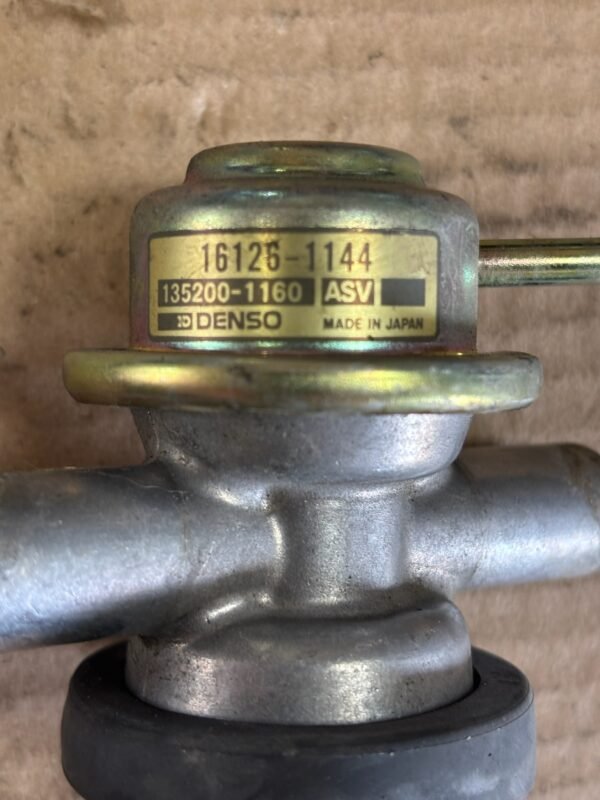 16126-1144
135200-1160 ASV
DENSO MADE IN JAPAN